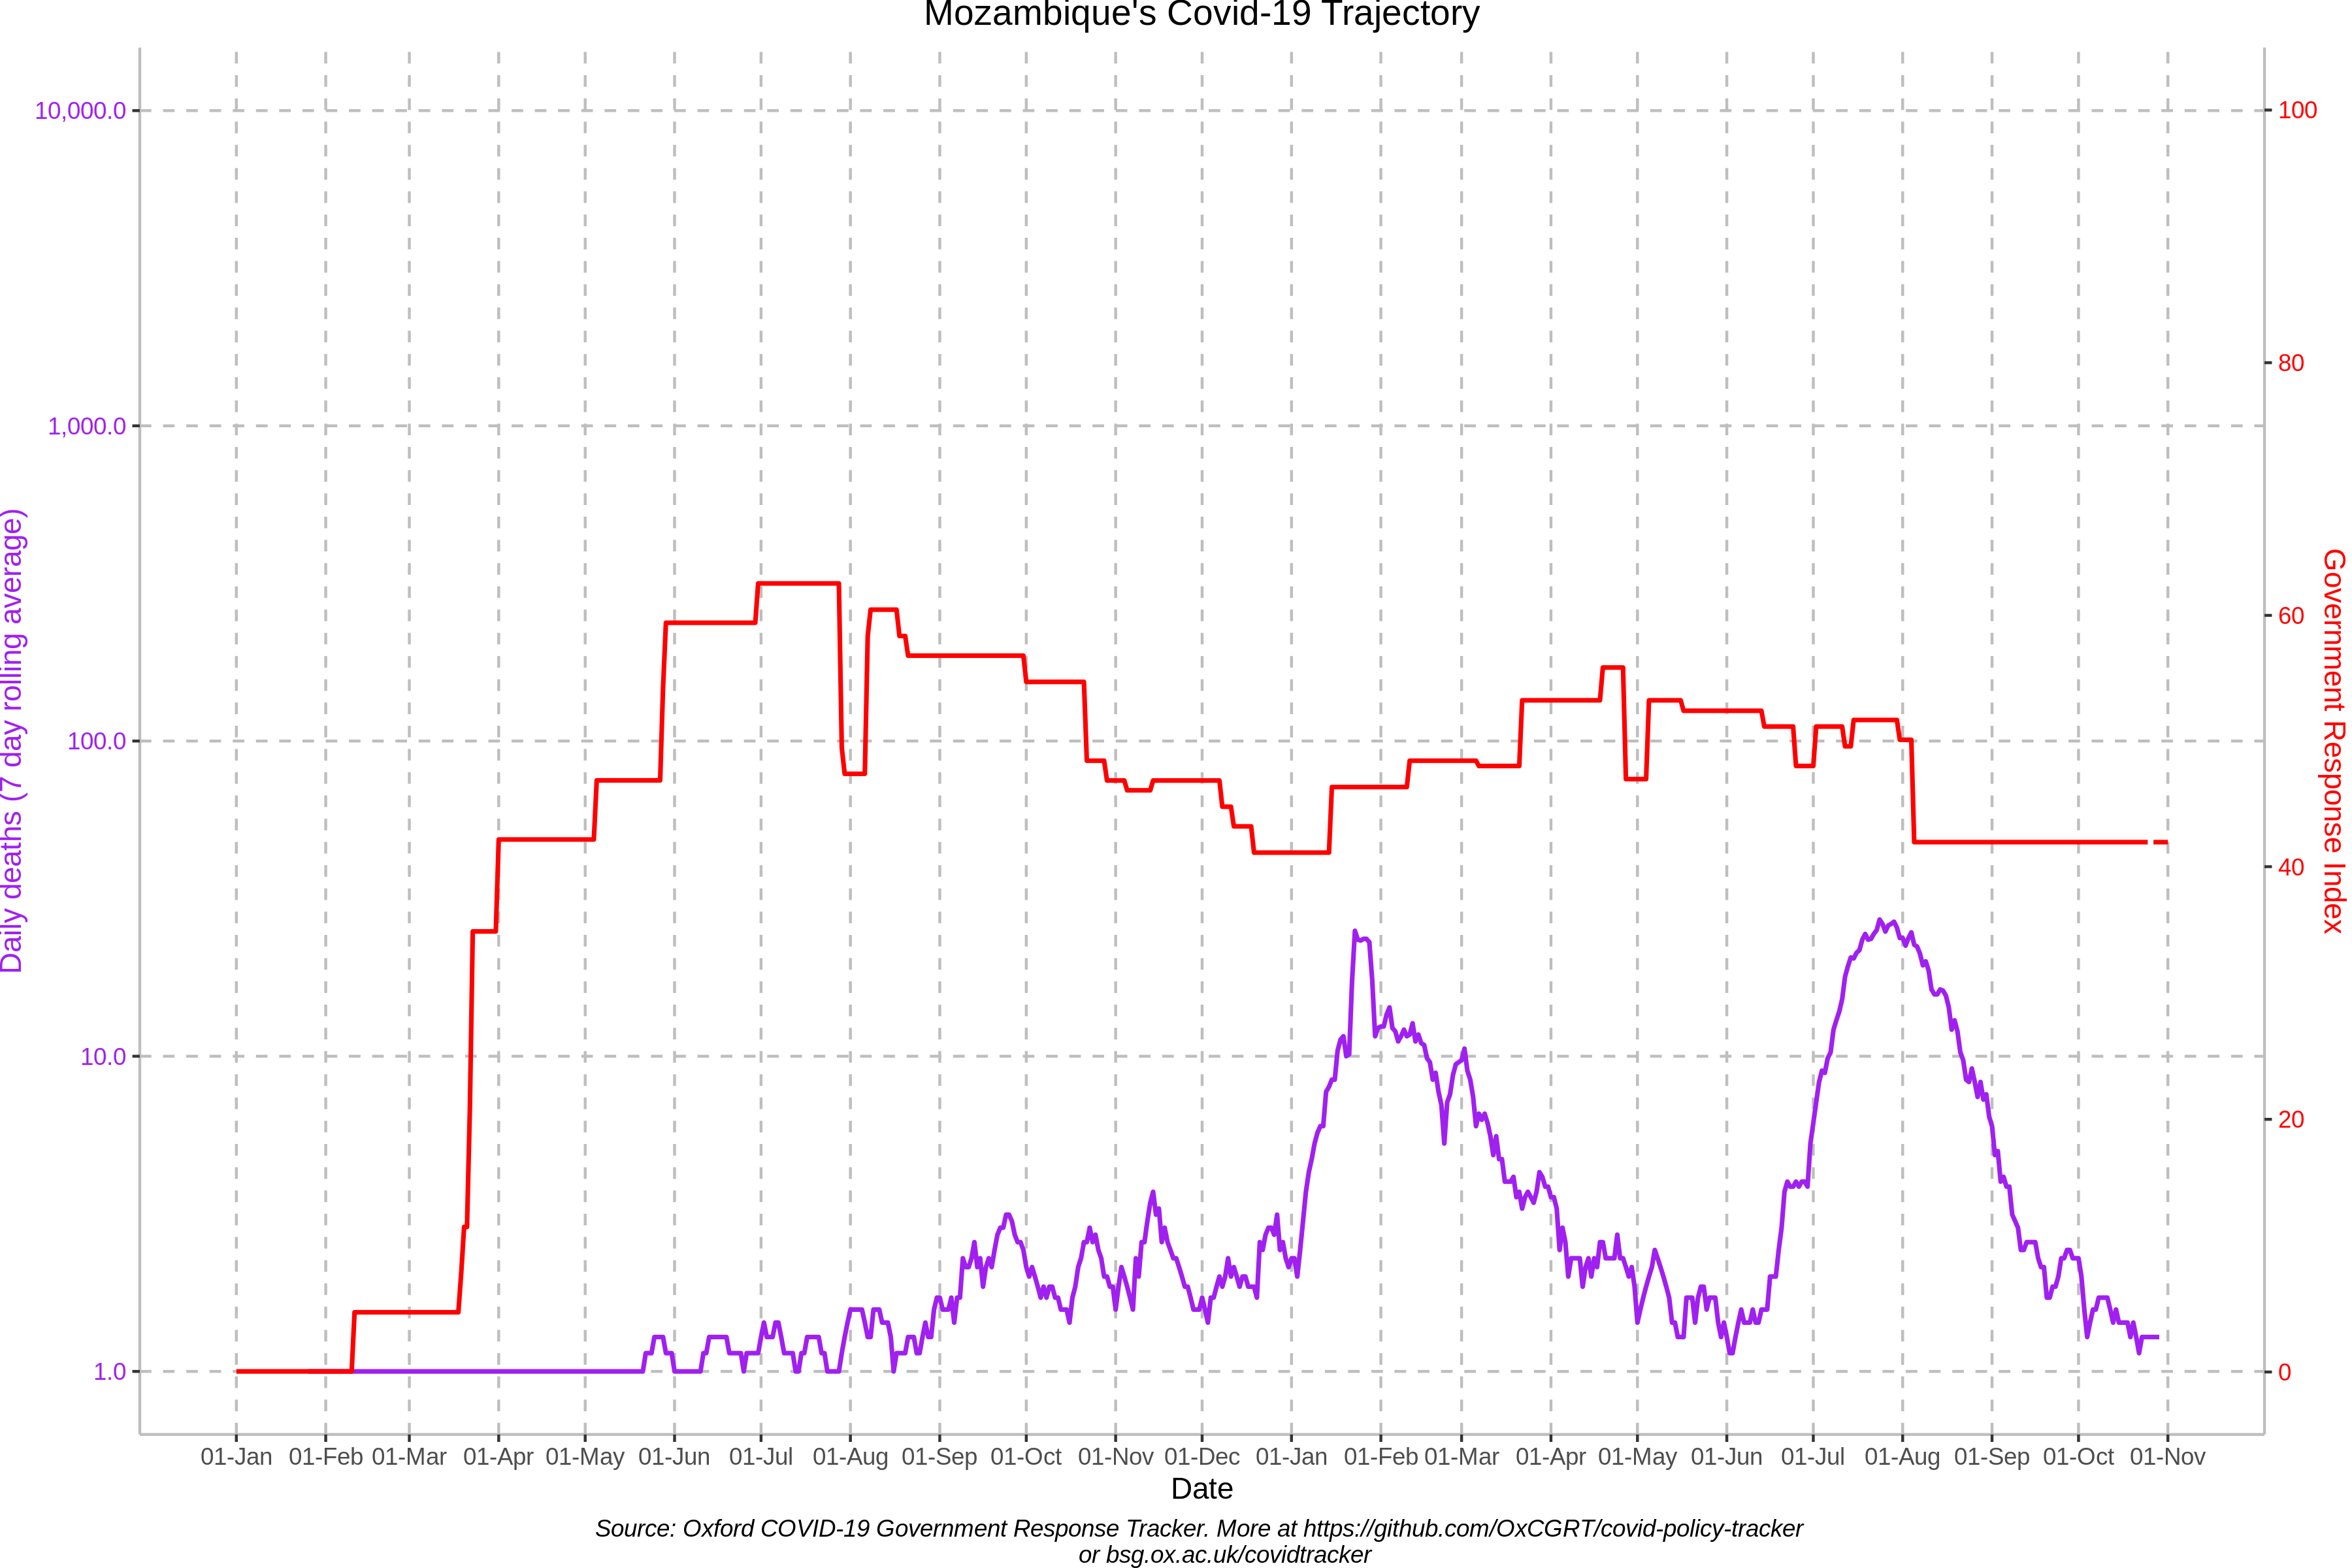 Mozambique's Covid-19 Trajectory
10,000.0
1,000.0
100.0
10.0
1.0
Daily deaths (7 day rolling average)
100
80
60
40
20
0
Government Response Index
01-Jan 01-Feb 01-Mar 01-Apr 01-May 01-Jun 01-Jul 01-Aug 01-Sep 01-Oct 01-Nov 01-Dec 01-Jan 01-Feb 01-Mar 01-Apr 01-May 01-Jun 01-Jul 01-Aug 01-Sep 01-Oct 01-Nov
Date
Source: Oxford COVID-19 Government Response Tracker. More at https://github.com/OxCGRT/covid-policy-tracker
or bsg.ox.ac.uk/covidtracker